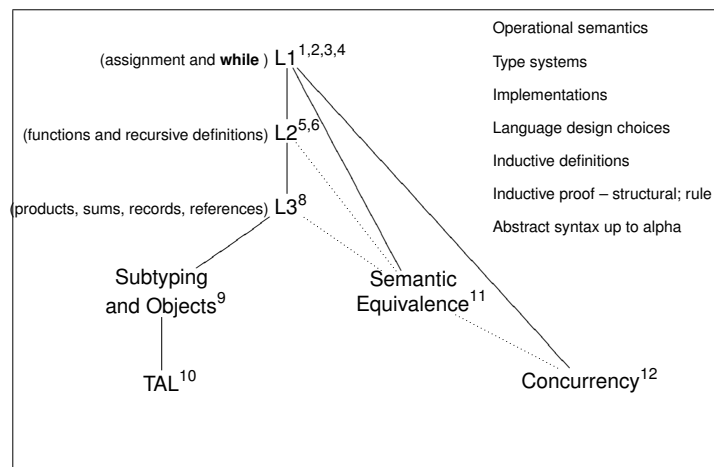 (assignment and while ) L1 1,2,3,4
(functions and recursive definitions) L2 5,6
(products, sums, records, references) L3 8
Subtyping
and Objects 9
Semantic
Equivalence 11
TAL 10
Concurrency 12
Operational semantics
Type systems
Implementations
Language design choices
Inductive definitions
Inductive proof – structural; rule
Abstract syntax up to alpha